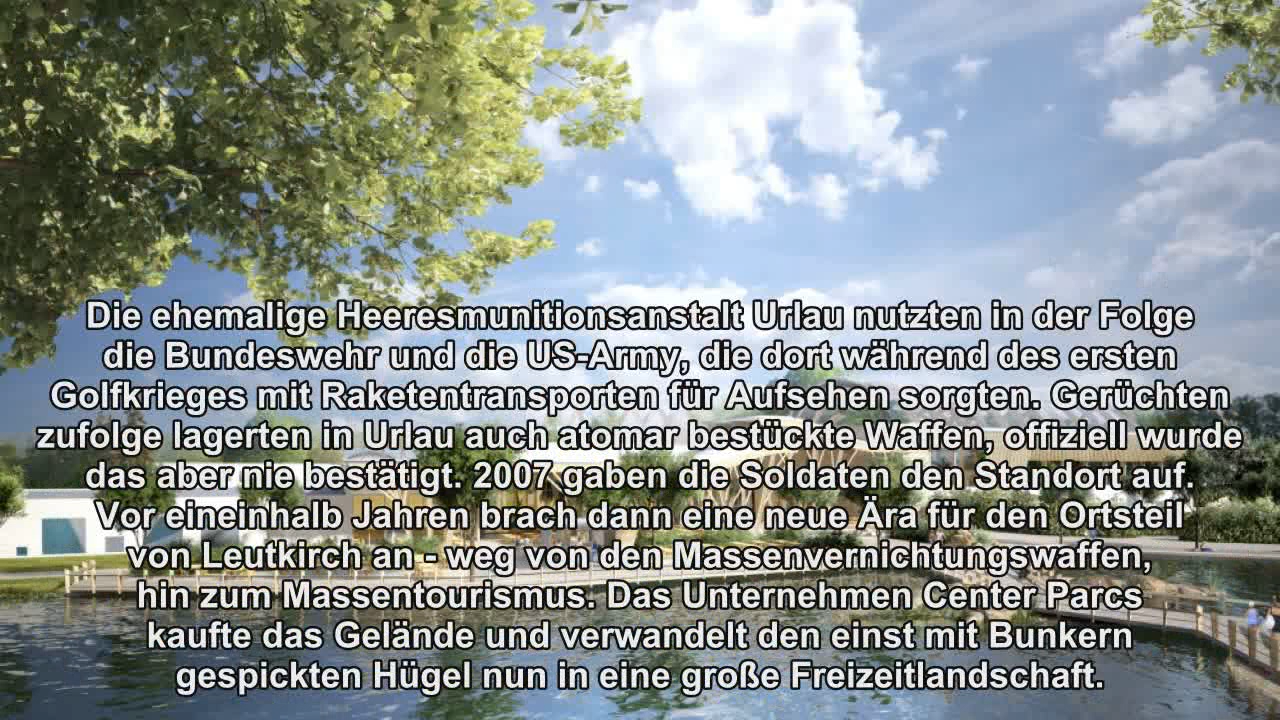 Die ehemalige Heeresmunitionsanstalt Urlau nutzten in der Folge
die Bundeswehr und die US-Army, die dort während des ersten
Golfkrieges mit Raketentransporten für Aufsehen sorgten. Gerüchten
zufolge lagerten in Urlau auch atomar bestückte Waffen, offiziell wurde
das aber nie bestätigt. 2007 gaben die Soldaten den Standort auf.
Vor eineinhalb Jahren brach dann eine neue Ära für den Ortsteil
von Leutkirch an - weg von den Massenvernichtungswaffen,
hin zum Massentourismus. Das Unternehmen Center Parcs
kaufte das Gelände und verwandelt den einst mit Bunkern
gespickten Hügel nun in eine große Freizeitlandschaft.